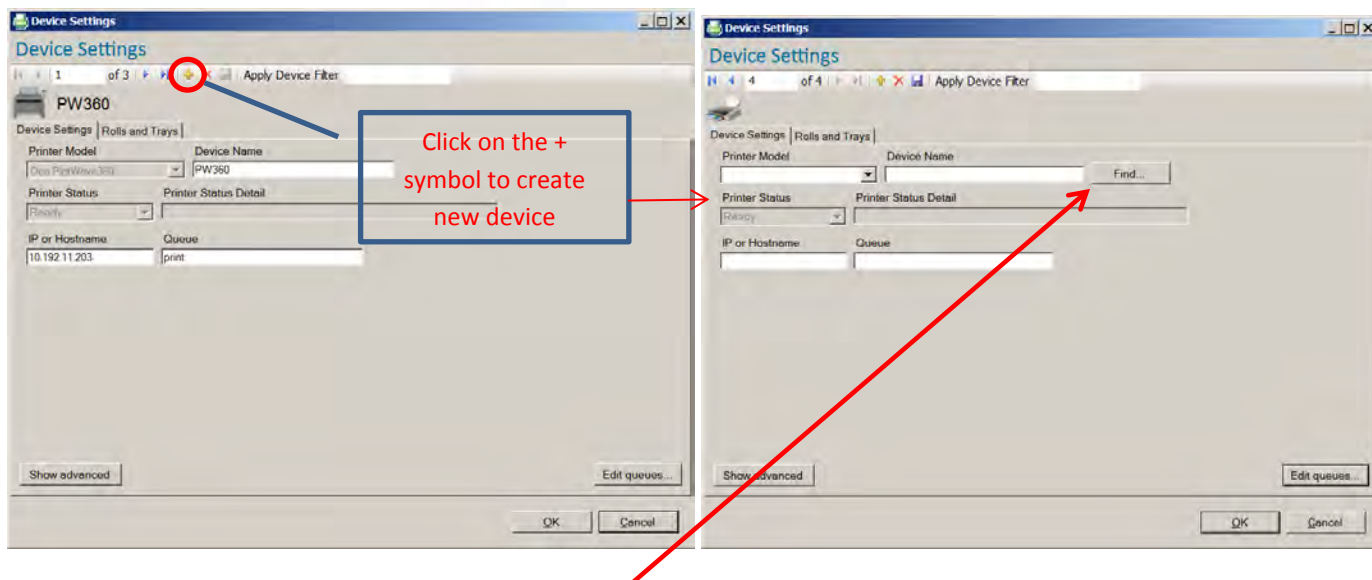 Device Settings
Device Settings
1 of 3 Apply Device Filter
PW360
Device Settings Rolls and Trays
Printer Model Device Name
PW360
Printer Status Printer Status Detail
Ready
IP or Hostname Queue
10.192.11.203 print
Show advanced Edit queues...
OK Cancel
Click on the +
symbol to create
new device
Device Settings
Device Settings
4 of 4 Apply Device Filter
Device Settings Rolls and Trays
Printer Model Device Name
Find...
Printer Status Printer Status Detail
Ready
IP or Hostname Queue
Show advanced Edit queues...
OK Cancel